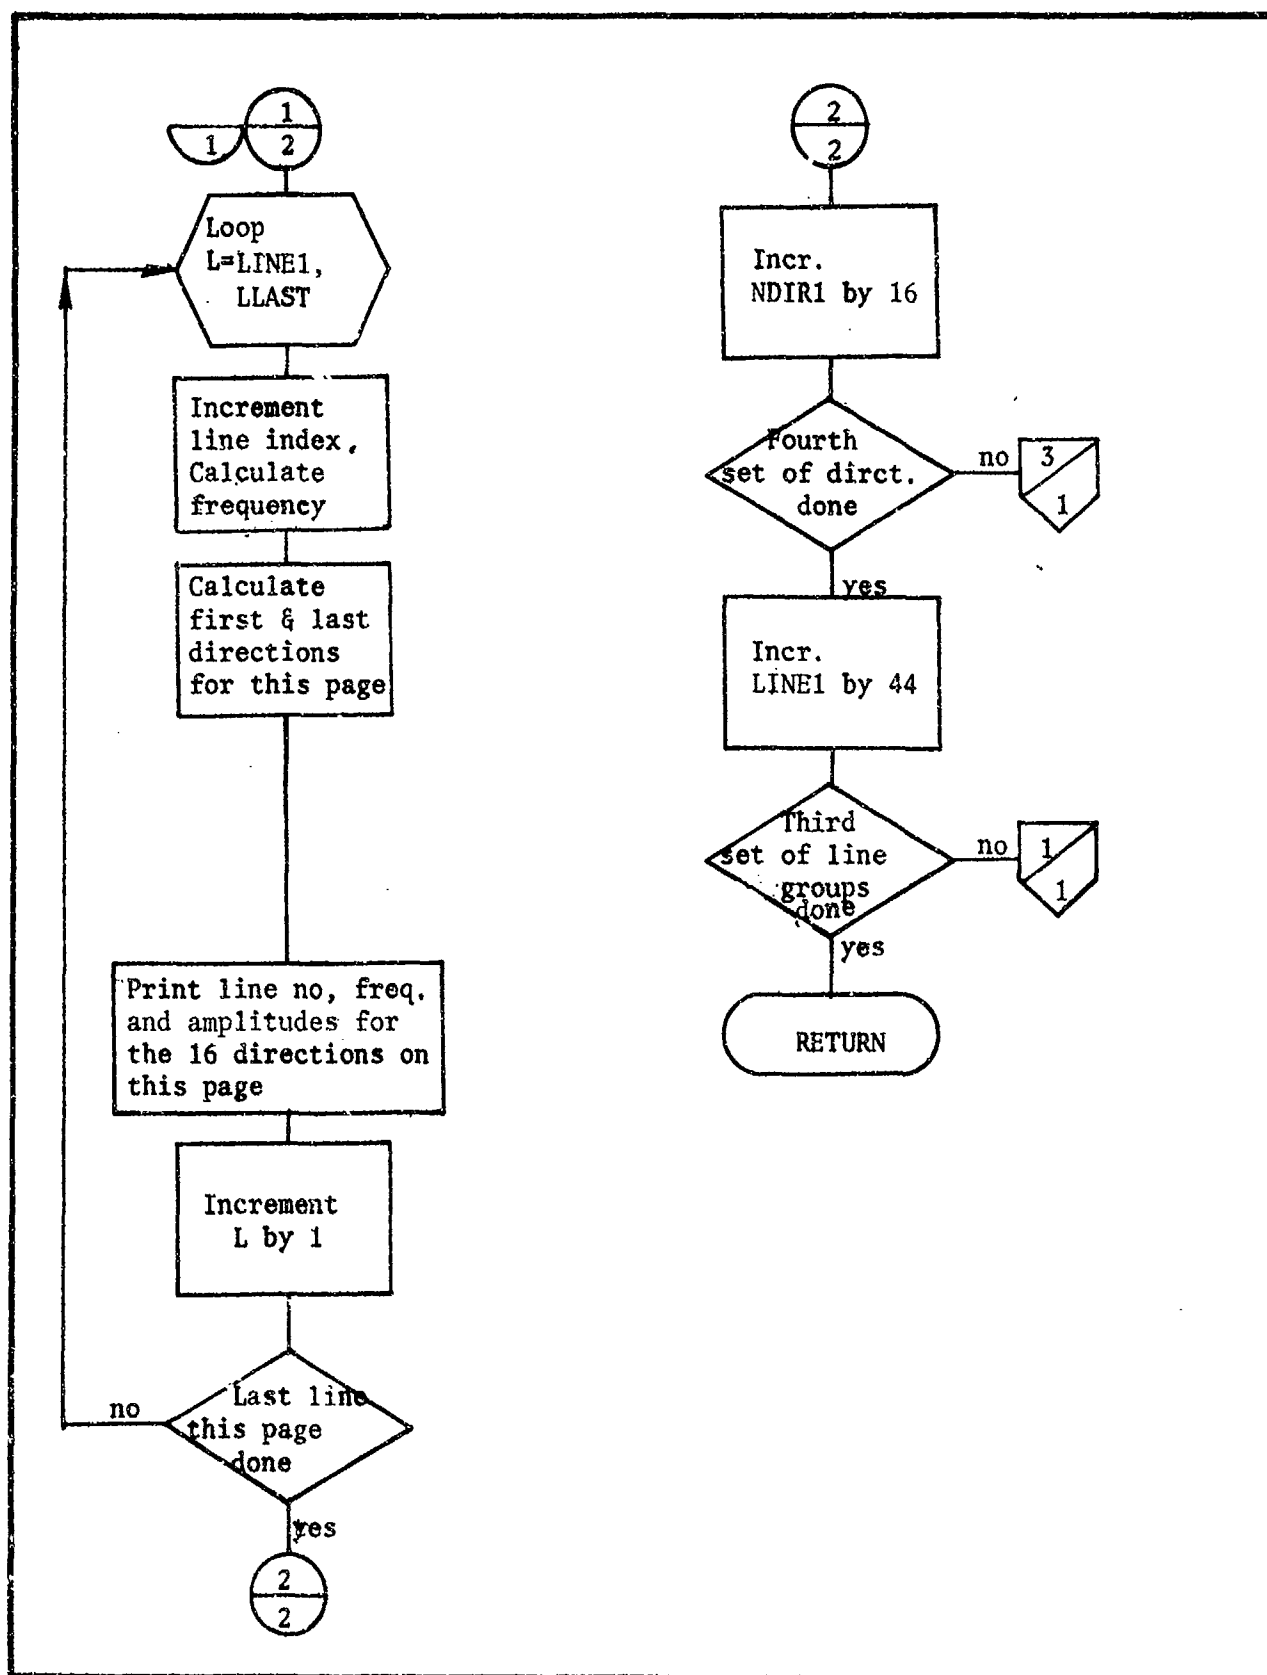 1
1
2
Loop
L=LINE1,
LLAST
Increment
line index.
Calculate
frequency
Calculate
first & last
directions
for this page
Print line no, freq.
and amplitudes for
the 16 directions on
this page
Increment
L by 1
Last line
this page
done
no
yes
2
2
2
2
Incr.
NDIR1 by 16
Fourth
set of dirct.
done
no
3
1
yes
Incr.
LINE1 by 44
Third
set of line
groups
done
no
1
1
yes
RETURN